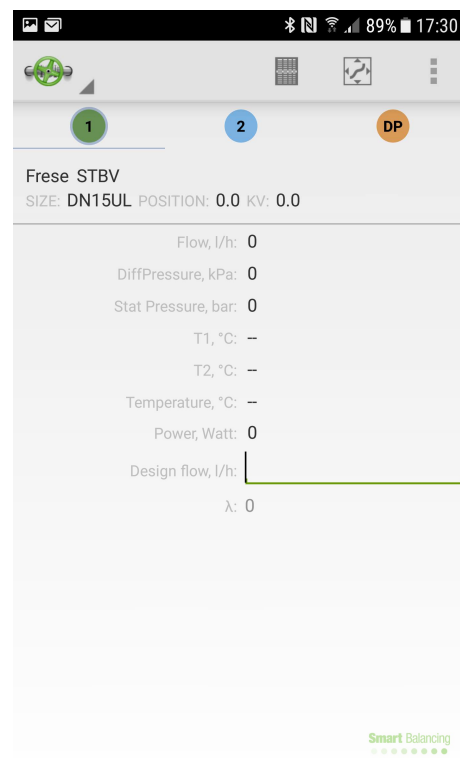 89% 17:30
1 2 DP
Frese STBV
SIZE: DN15UL POSITION: 0.0 KV: 0.0
Flow, l/h: 0
DiffPressure, kPa: 0
Stat Pressure, bar: 0
T1, °C: --
T2, °C: --
Temperature, °C: --
Power, Watt: 0
Design flow, l/h:
λ: 0
Smart Balancing